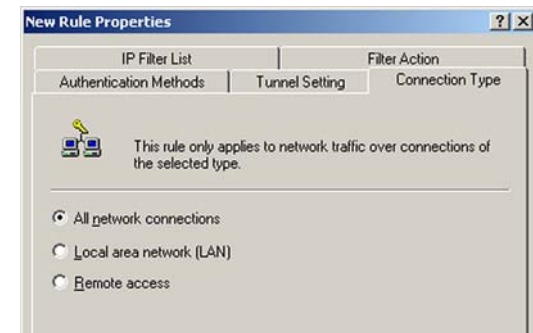 New Rule Properties
IP Filter List Filter Action
Authentication Methods Tunnel Setting Connection Type
This rule only applies to network traffic over connections of
the selected type.
All network connections
Local area network (LAN)
Remote access